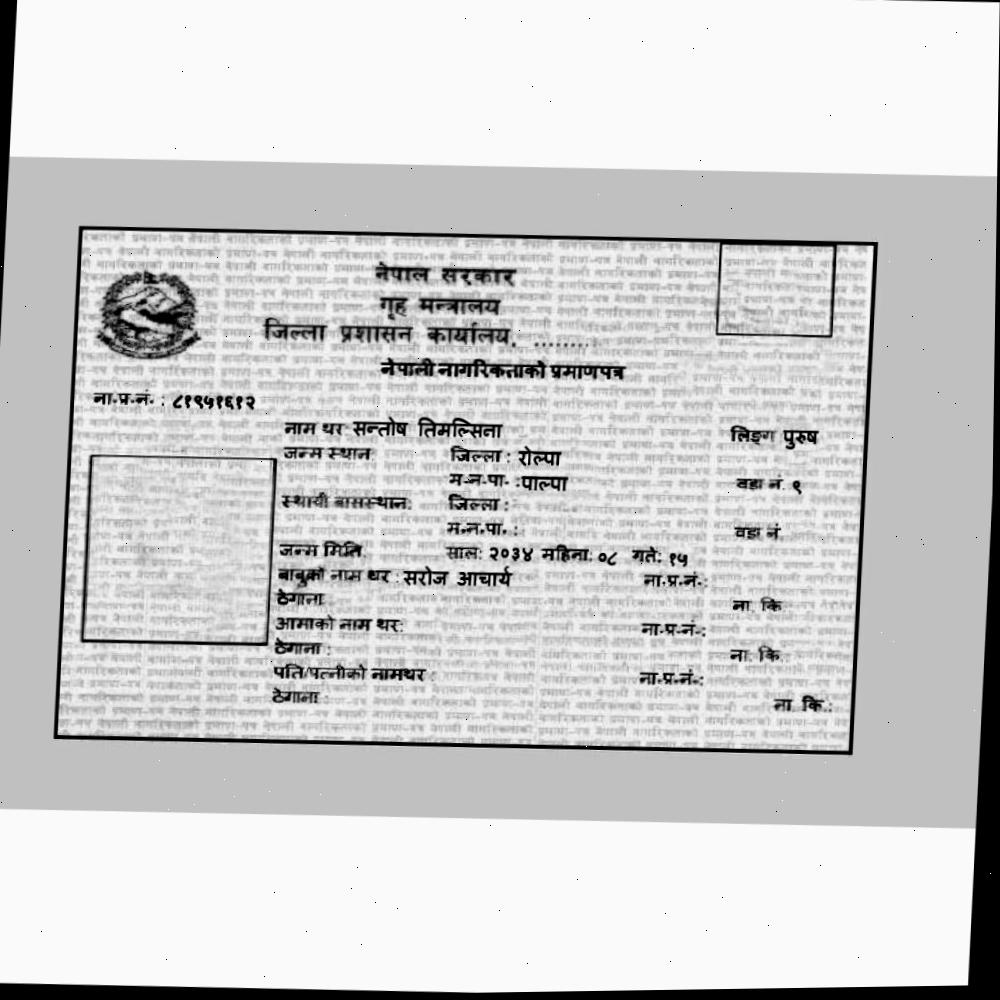 नेपाल सरकार
गृह मन्त्रालय
जिल्ला प्रशासन कार्यालय, ..........
नेपाली नागरिकताको प्रमाणपत्र
ना.प्र.नं. : ८१९५१६१२
नाम थर: सन्तोष तिमल्सिना लिङ्ग पुरुष
जन्म स्थान: जिल्ला : रोल्पा
म.न.पा. :पाल्पा वडा नं. ९
स्थायी बासस्थान: जिल्ला :
म.न.पा. : वडा नं.
जन्म मिति: साल: २०३४ महिना: ०८ गते: १५
बाबुको नाम थर : सरोज आचार्य ना.प्र.नं.:
ठेगाना: ना. कि.:
आमाको नाम थर: ना.प्र.नं.:
ठेगाना : ना. कि.:
पति/पत्नीको नामथर : ना.प्र.नं.:
ठेगाना : ना. कि.: